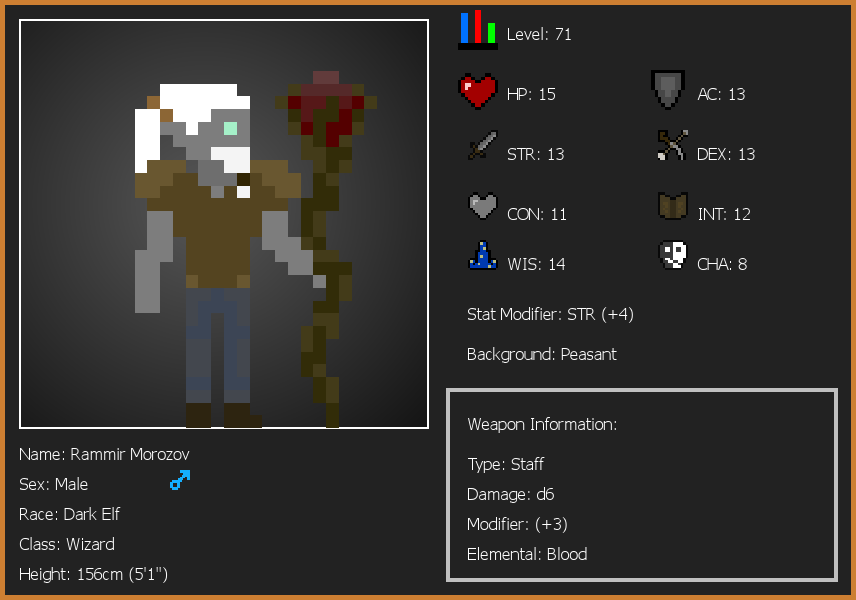 Level: 71
HP: 15
AC: 13
STR: 13
DEX: 13
CON: 11
INT: 12
WIS: 14
CHA: 8
Stat Modifier: STR (+4)
Background: Peasant
Weapon Information:
Type: Staff
Damage: d6
Modifier: (+3)
Elemental: Blood
Name: Rammir Morozov
Sex: Male
Race: Dark Elf
Class: Wizard
Height: 156cm (5'1")